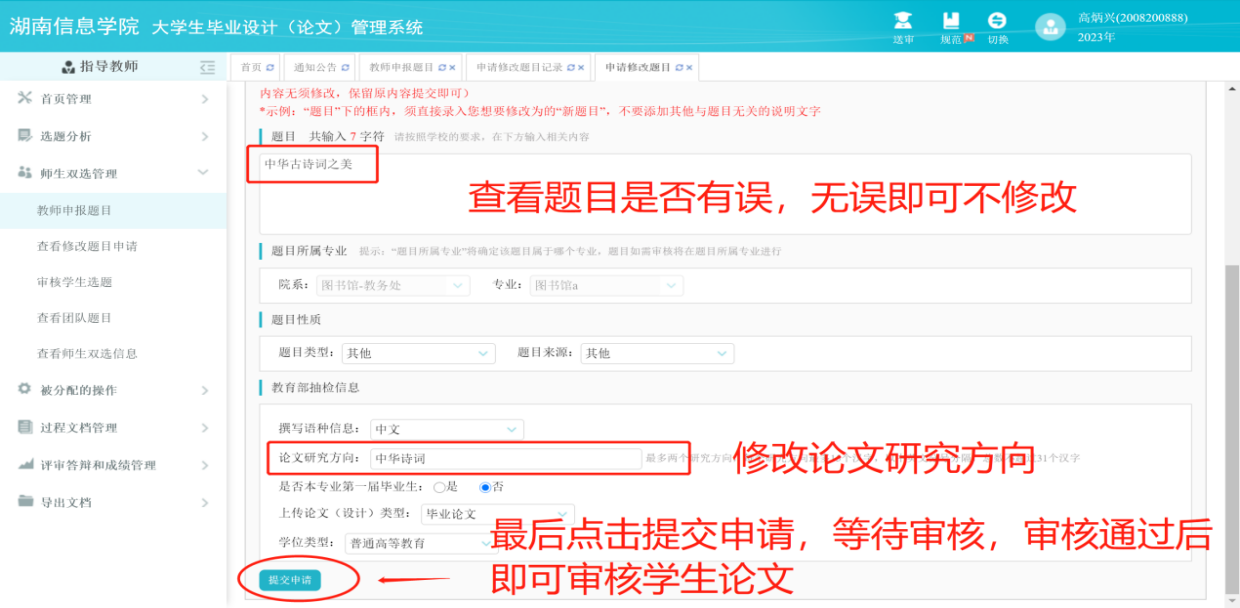 湖南信息学院 大学生毕业设计（论文）管理系统
送审 规范 切换
高炳兴(2008200888)
2023年
指导教师
首页 通知公告 教师申报题目 申请修改题目记录 申请修改题目
首页管理
选题分析
师生双选管理
教师申报题目
查看修改题目申请
审核学生选题
查看团队题目
查看师生双选信息
被分配的操作
过程文档管理
评审答辩和成绩管理
导出文档
内容无须修改，保留原内容提交即可）
*示例：“题目”下的框内，须直接录入您想要修改为的“新题目”，不要添加其他与题目无关的说明文字
题目 共输入 7 字符 请按照学校的要求，在下方输入相关内容
中华古诗词之美
查看题目是否有误，无误即可不修改
题目所属专业 提示：“题目所属专业”将确定该题目属于哪个专业，题目如需审核将在题目所属专业进行
院系： 图书馆-教务处 专业： 图书馆a
题目性质
题目类型： 其他 题目来源： 其他
教育部抽检信息
撰写语种信息： 中文
论文研究方向： 中华诗词 最多两个研究方向
31个汉字
修改论文研究方向
是否本专业第一届毕业生： 是 否
上传论文（设计）类型： 毕业论文
学位类型： 普通高等教育
最后点击提交申请，等待审核，审核通过后
即可审核学生论文
提交申请